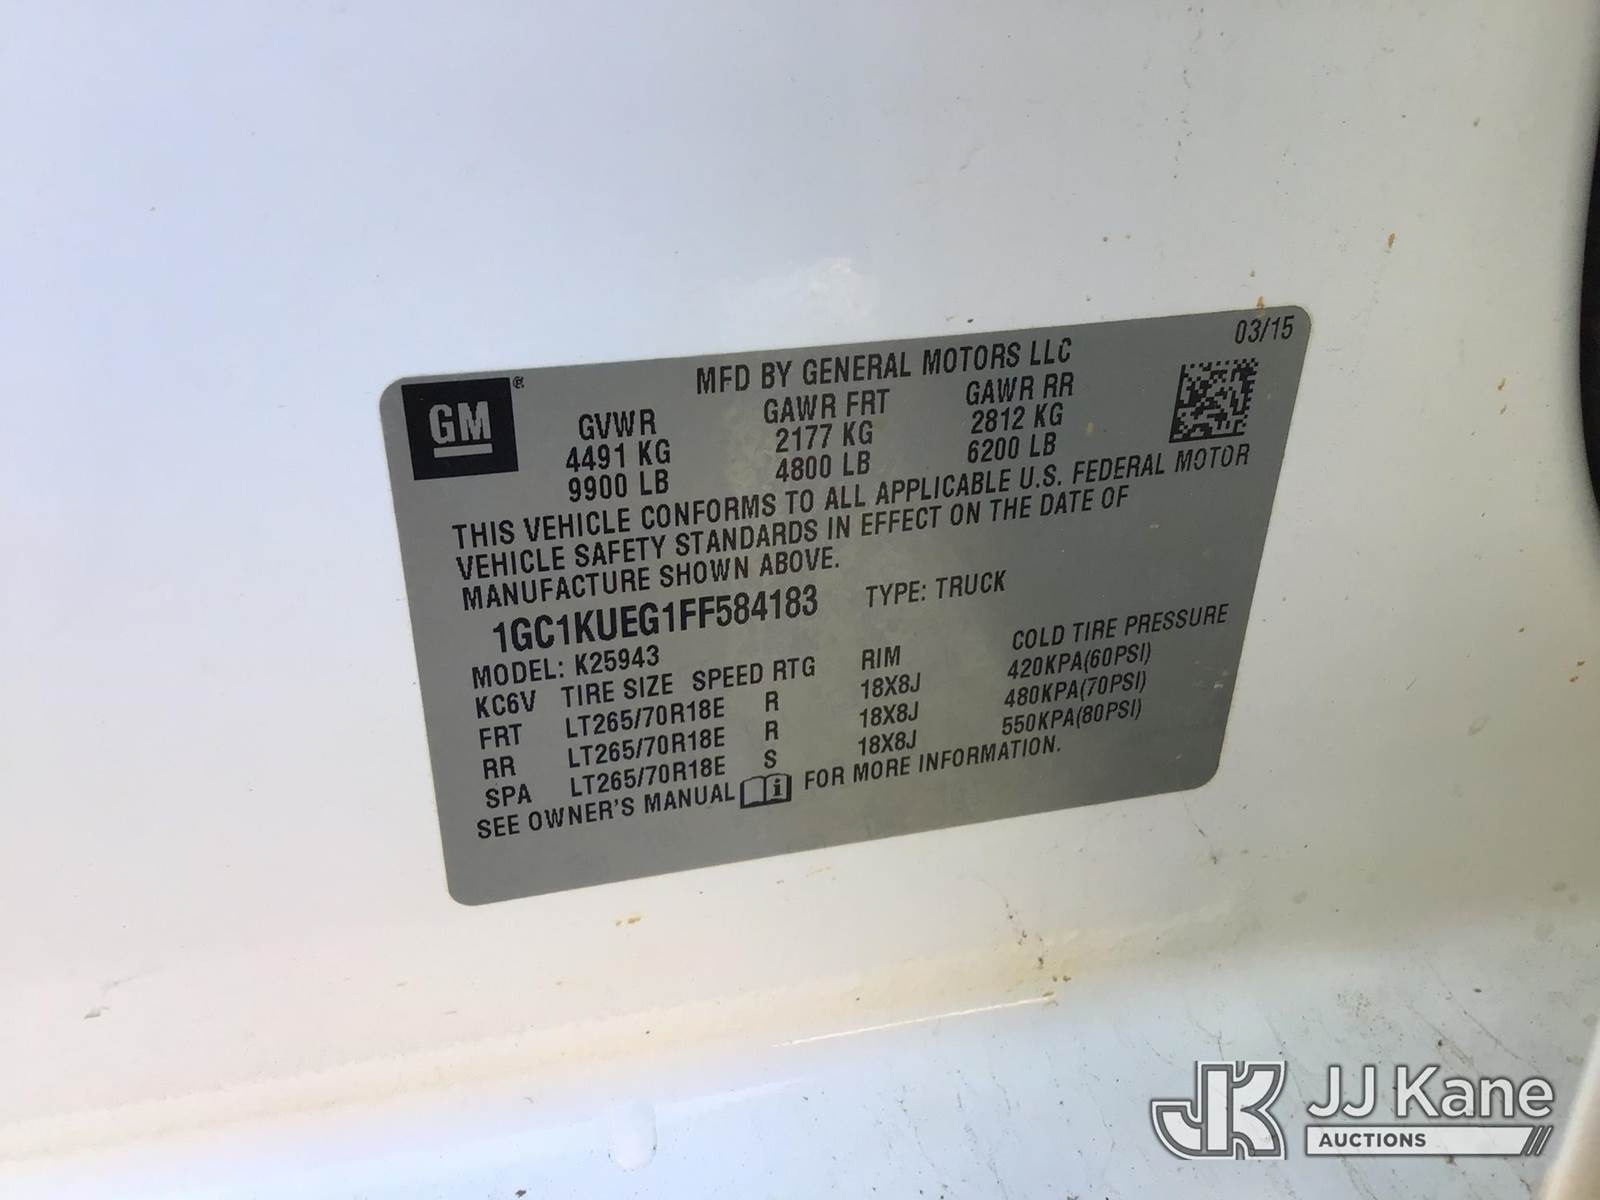 03/15
GM®
MFD BY GENERAL MOTORS LLC
GVWR GAWR FRT GAWR RR
4491 KG 2177 KG 2812 KG
9900 LB 4800 LB 6200 LB
THIS VEHICLE CONFORMS TO ALL APPLICABLE U.S. FEDERAL MOTOR
VEHICLE SAFETY STANDARDS IN EFFECT ON THE DATE OF
MANUFACTURE SHOWN ABOVE.
1GC1KUEG1FF584183 TYPE: TRUCK
MODEL: K25943
KC6V TIRE SIZE SPEED RTG RIM COLD TIRE PRESSURE
FRT LT265/70R18E R 18X8J 420KPA(60PSI)
RR LT265/70R18E R 18X8J 480KPA(70PSI)
SPA LT265/70R18E S 18X8J 550KPA(80PSI)
SEE OWNER'S MANUAL FOR MORE INFORMATION.
JK JJ Kane
AUCTIONS